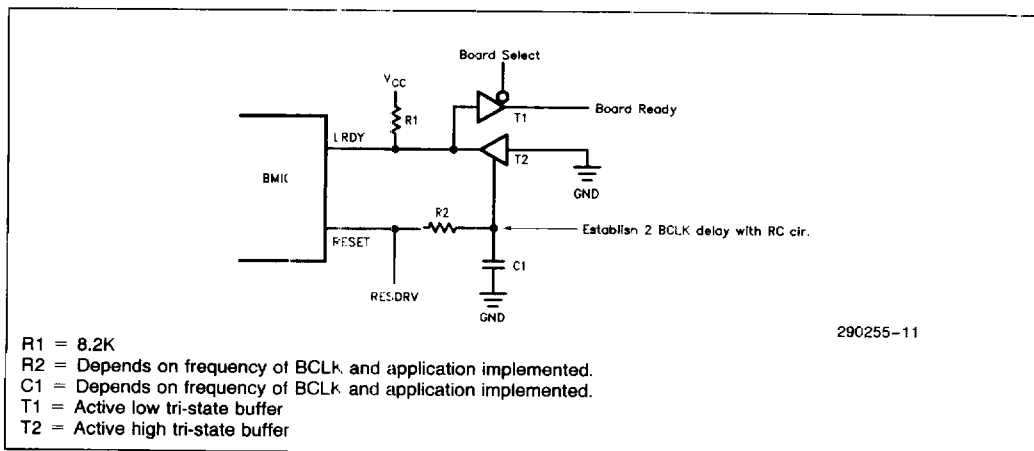 Board Select
VCC
R1
T1
Board Ready
LRDY
T2
BMIC
GND
R2
RESET
Establish 2 BCLK delay with RC cir.
C1
RESDRV
GND
290255-11
R1 = 8.2K
R2 = Depends on frequency of BCLK and application implemented.
C1 = Depends on frequency of BCLK and application implemented.
T1 = Active low tri-state buffer
T2 = Active high tri-state buffer